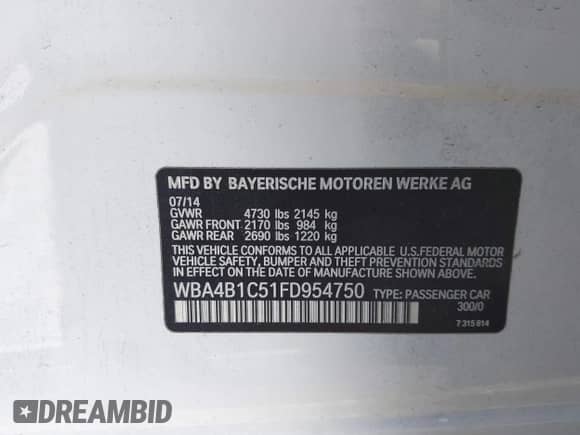 MFD BY BAYERISCHE MOTOREN WERKE AG
07/14
GVWR 4730 lbs 2145 kg
GAWR FRONT 2170 lbs 984 kg
GAWR REAR 2690 lbs 1220 kg
THIS VEHICLE CONFORMS TO ALL APPLICABLE U.S.FEDERAL MOTOR
VEHICLE SAFETY, BUMPER AND THEFT PREVENTION STANDARDS
IN EFFECT ON THE DATE OF MANUFACTURE SHOWN ABOVE.
WBA4B1C51FD954750 TYPE: PASSENGER CAR
300/0
7 315 814
DREAMBID